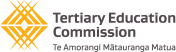 Tertiary Education
Commission
Te Amorangi Mātauranga Matua